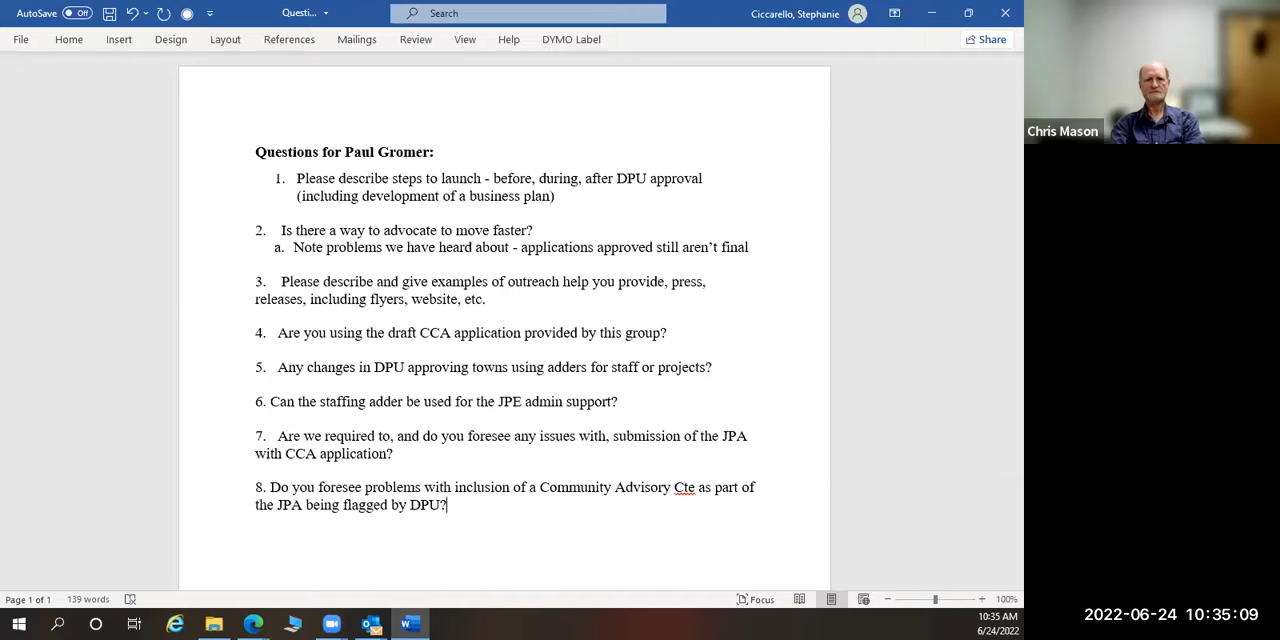 AutoSave Off Questi... Search Ciccarello, Stephanie
File Home Insert Design Layout References Mailings Review View Help DYMO Label Share
Questions for Paul Gromer:
1. Please describe steps to launch - before, during, after DPU approval
(including development of a business plan)
2. Is there a way to advocate to move faster?
a. Note problems we have heard about - applications approved still aren't final
3. Please describe and give examples of outreach help you provide, press,
releases, including flyers, website, etc.
4. Are you using the draft CCA application provided by this group?
5. Any changes in DPU approving towns using adders for staff or projects?
6. Can the staffing adder be used for the JPE admin support?
7. Are we required to, and do you foresee any issues with, submission of the JPA
with CCA application?
8. Do you foresee problems with inclusion of a Community Advisory Cte as part of
the JPA being flagged by DPU?
Page 1 of 1 139 words Focus 100%
10:35 AM
6/24/2022
Chris Mason
2022-06-24 10:35:09